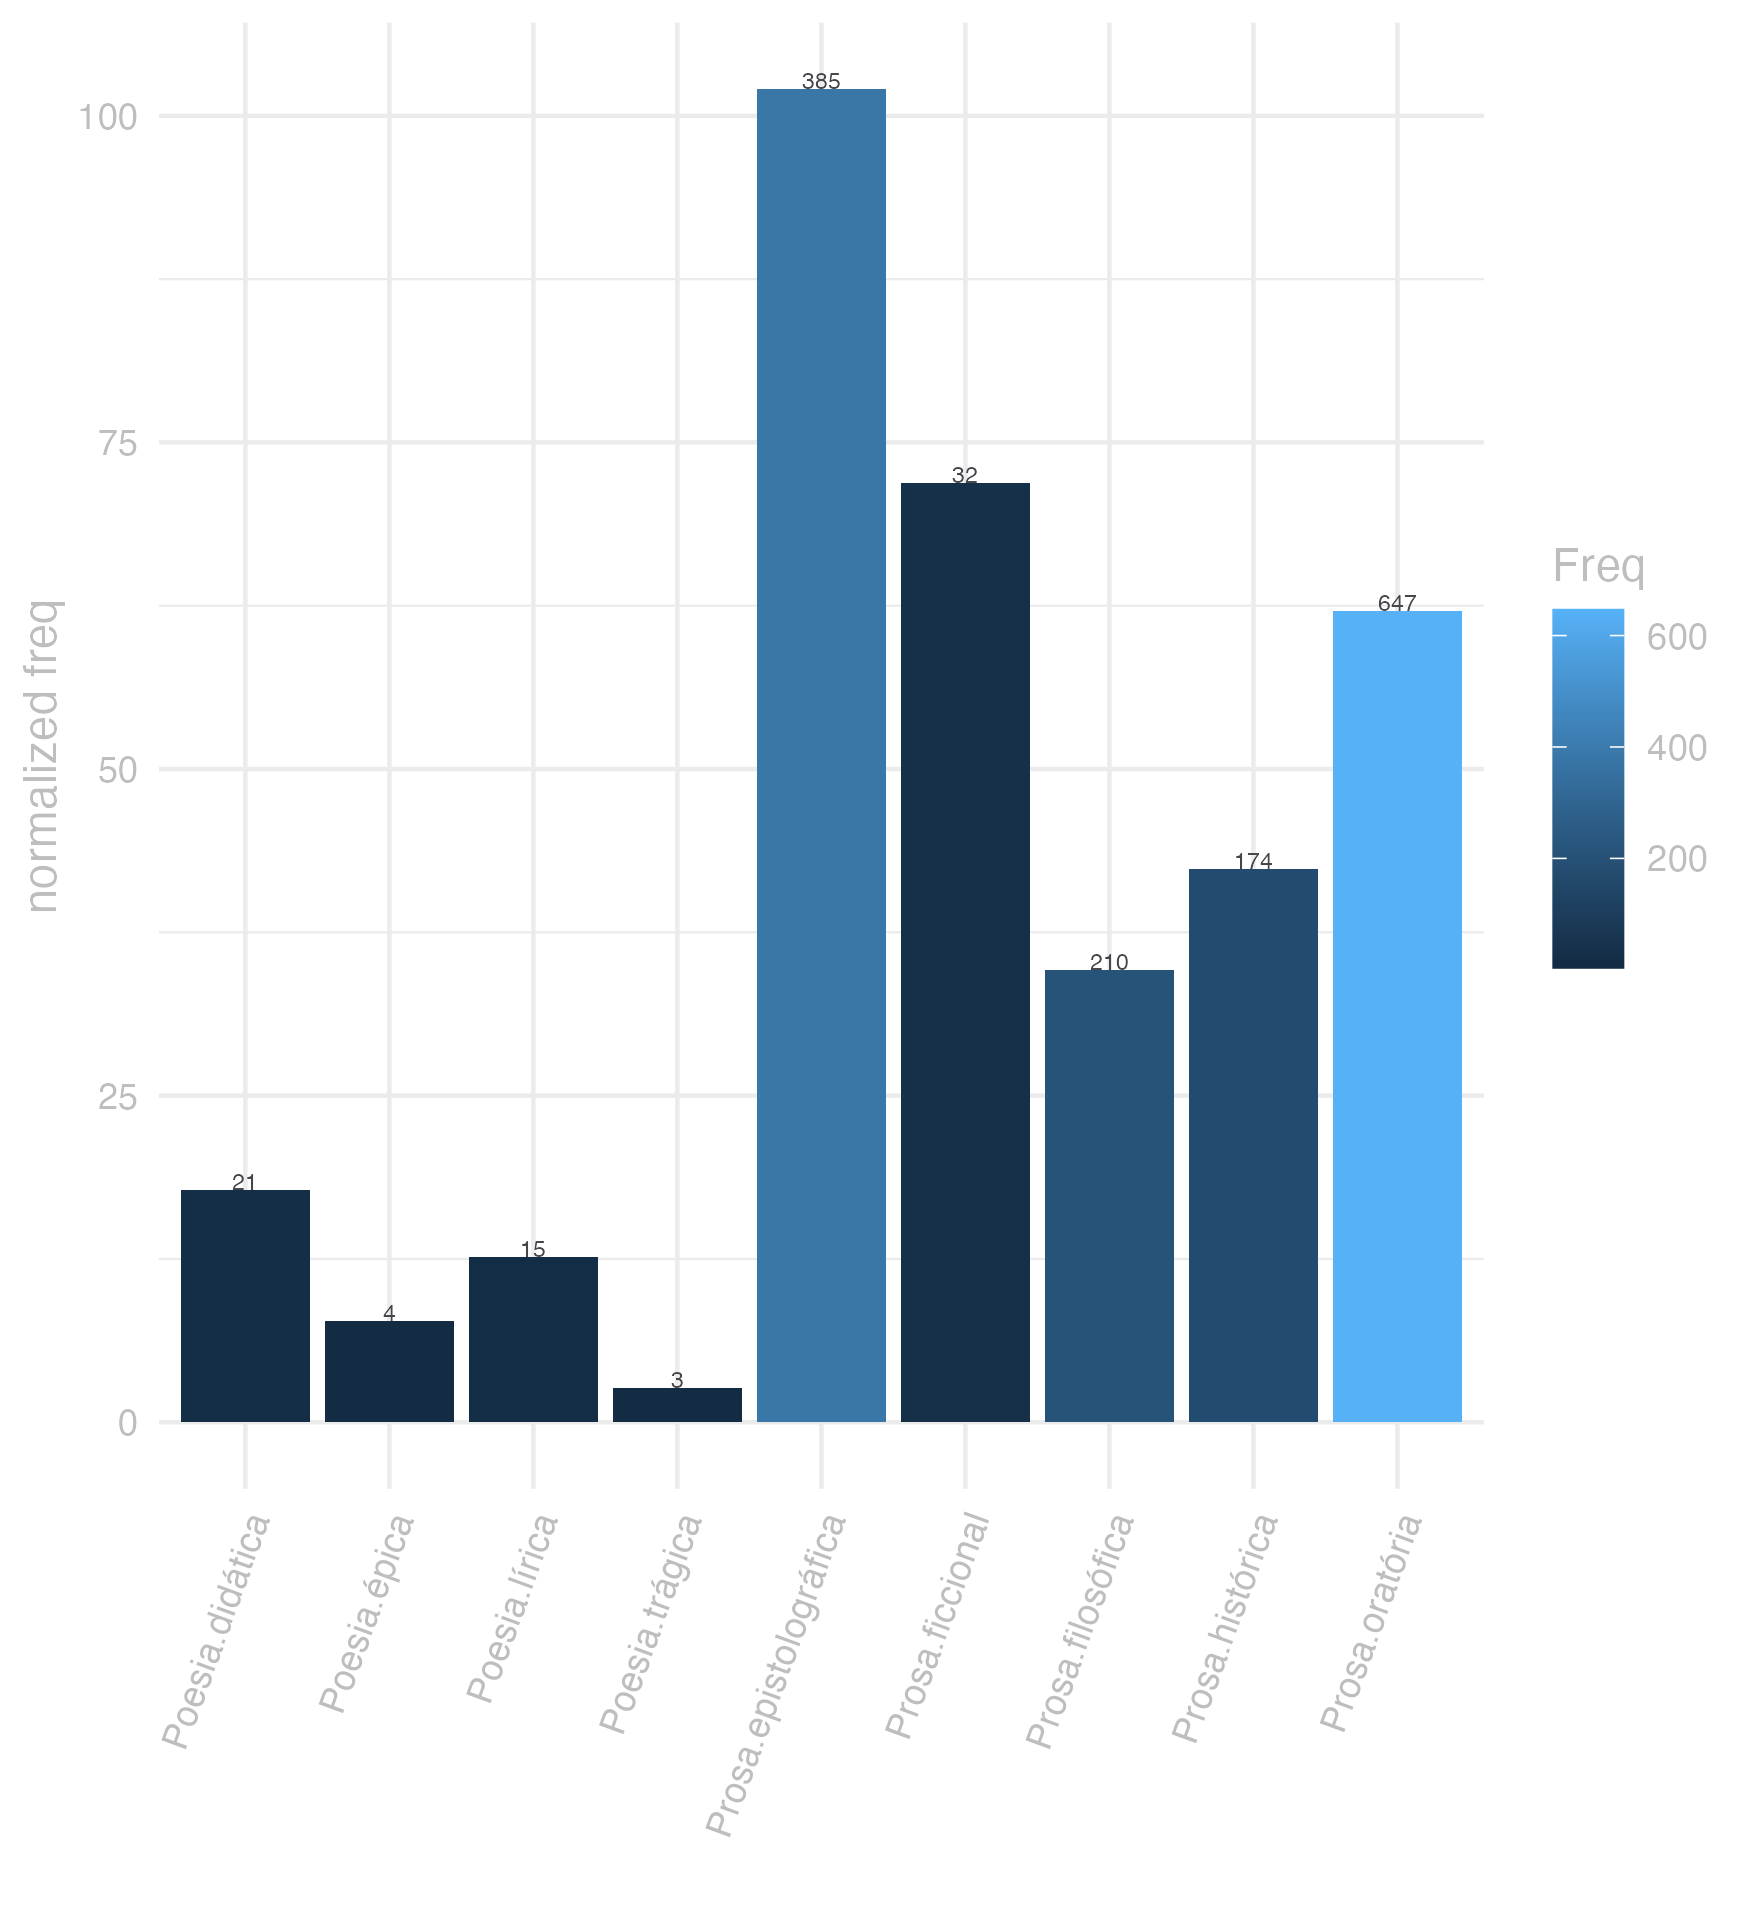 normalized freq
100
75
50
25
0
21
4
15
3
385
32
210
174
647
Poesia.didática
Poesia.épica
Poesia.lírica
Poesia.trágica
Prosa.epistolográfica
Prosa.ficcional
Prosa.filosófica
Prosa.histórica
Prosa.oratória
Freq
600
400
200